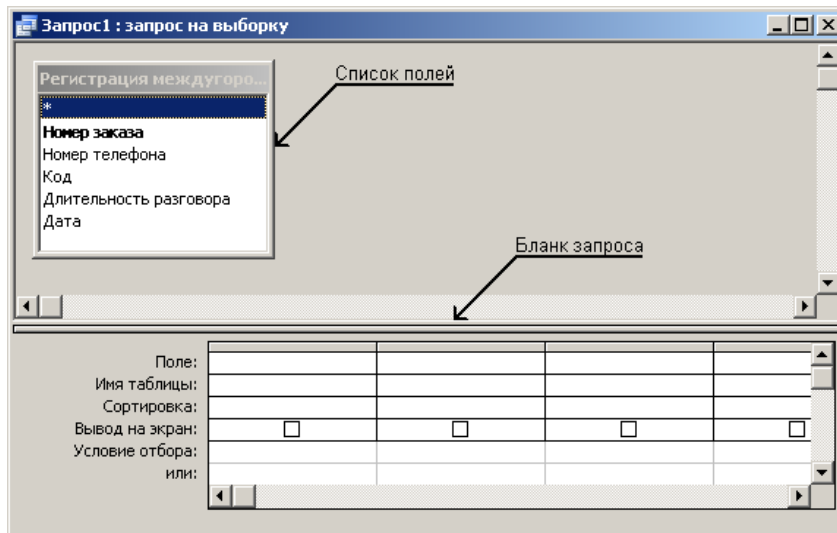 Запрос1 : запрос на выборку
Регистрация междугоро...
Список полей
*
Номер заказа
Номер телефона
Код
Длительность разговора
Дата
Бланк запроса
Поле:
Имя таблицы:
Сортировка:
Вывод на экран:
Условие отбора:
или: